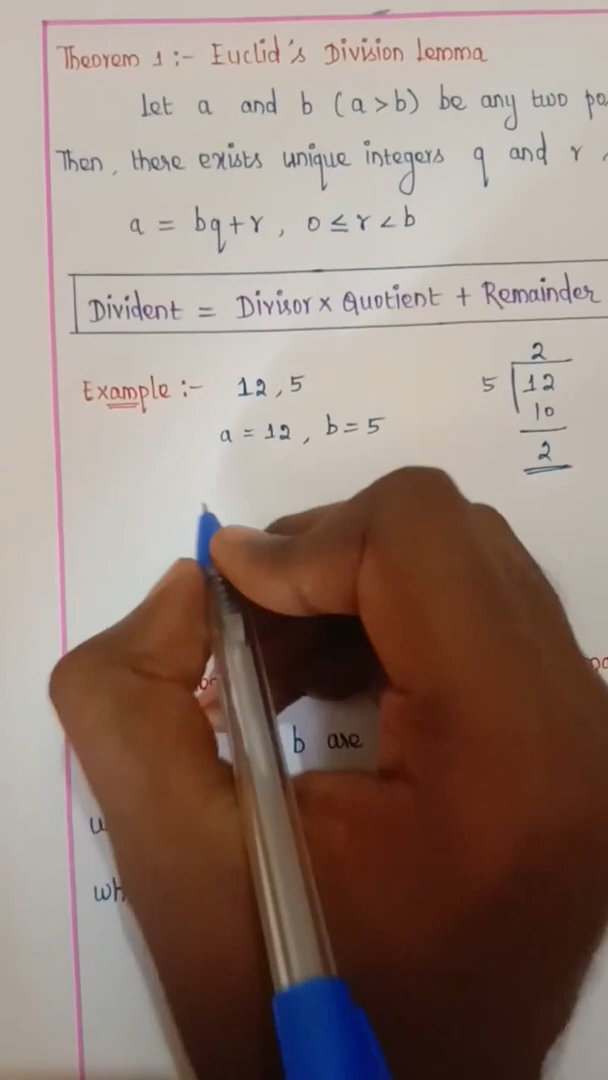 Theorem 1 :- Euclid's Division Lemma
Let a and b (a > b) be any two
Then, there exists unique integers q and r
a = bq + r , 0 ≤ r < b
Divident = Divisor × Quotient + Remainder
Example :- 12 , 5
a = 12 , b = 5
2
5 12
10
2
b are